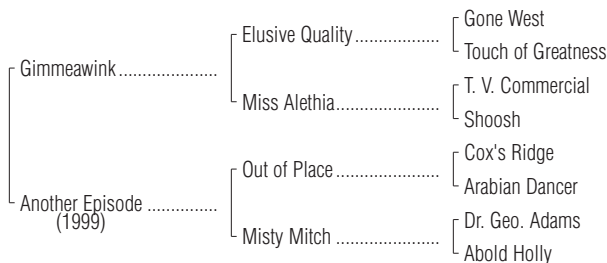 Gone West
Elusive Quality ..................
Touch of Greatness
Gimmeawink .....................
T. V. Commercial
Miss Alethia ......................
Shoosh
Cox's Ridge
Out of Place ......................
Arabian Dancer
Another Episode ...............
(1999)
Dr. Geo. Adams
Misty Mitch ......................
Abold Holly